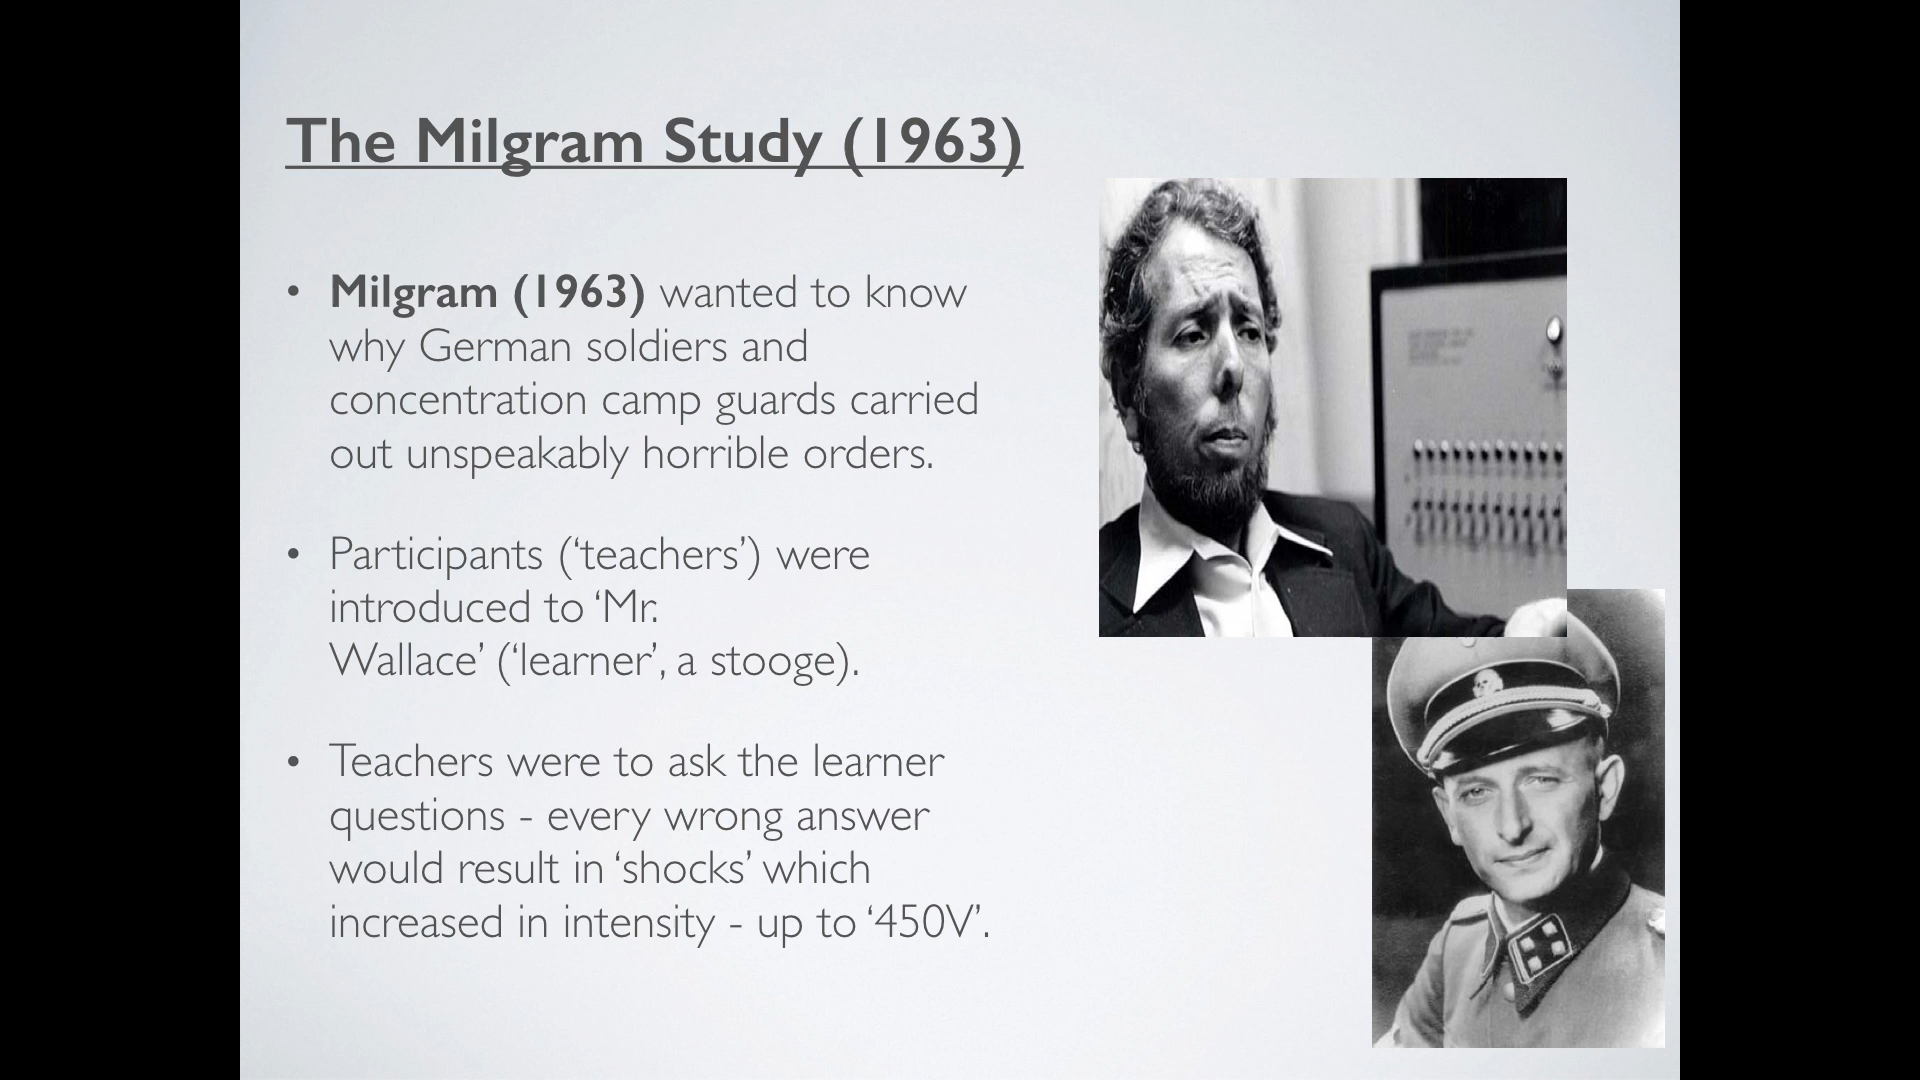 The Milgram Study (1963)
• Milgram (1963) wanted to know
why German soldiers and
concentration camp guards carried
out unspeakably horrible orders.
• Participants (‘teachers’) were
introduced to ‘Mr.
Wallace’ (‘learner’, a stooge).
• Teachers were to ask the learner
questions - every wrong answer
would result in ‘shocks’ which
increased in intensity - up to ‘450V’.